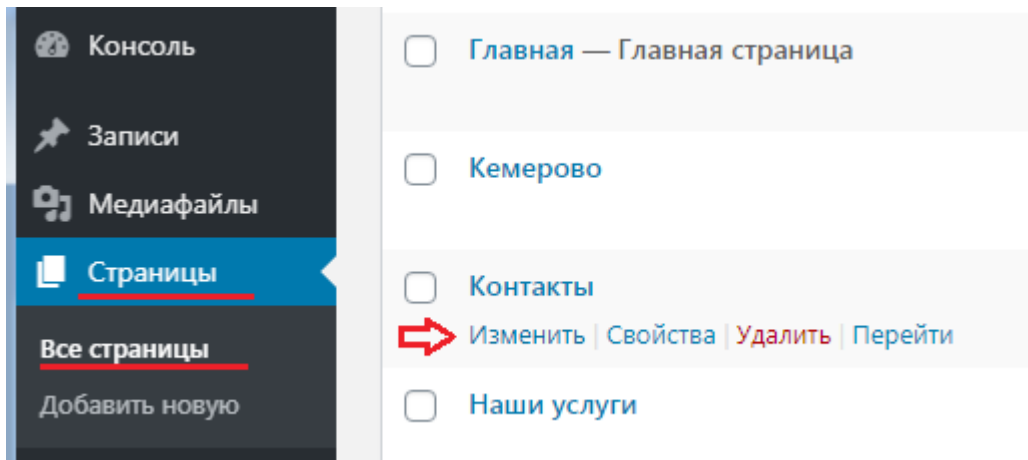 Консоль
Записи
Медиафайлы
Страницы
Все страницы
Добавить новую
Главная — Главная страница
Кемерово
Контакты
Изменить | Свойства | Удалить | Перейти
Наши услуги